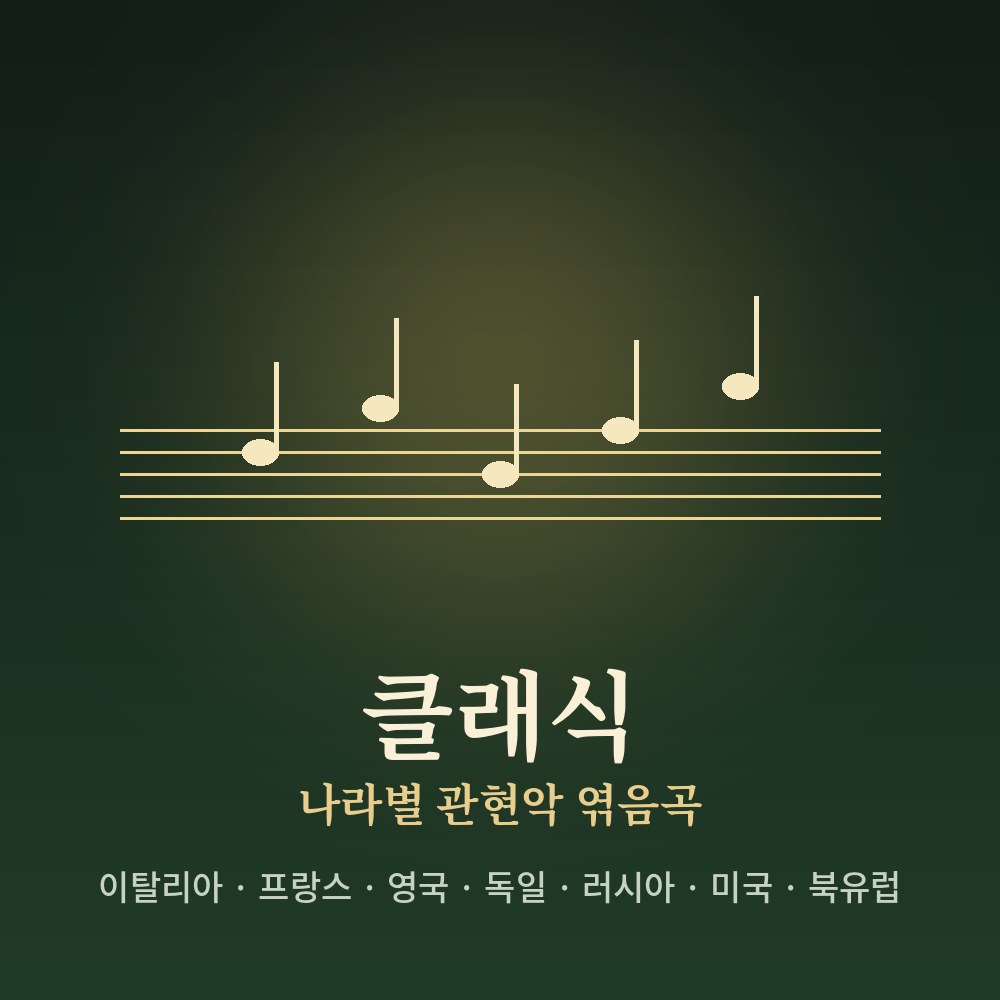 클래식
나라별 관현악 엮음곡
이탈리아 · 프랑스 · 영국 · 독일 · 러시아 · 미국 · 북유럽